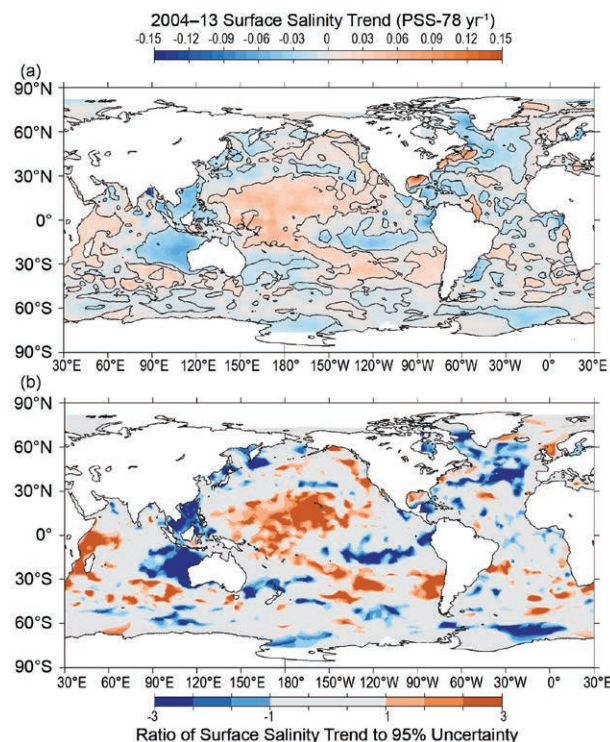 2004–13 Surface Salinity Trend (PSS-78 yr⁻¹)
-0.15 -0.12 -0.09 -0.06 -0.03 0 0.03 0.06 0.09 0.12 0.15
(a)
90°N
60°N
30°N
0°
30°S
60°S
90°S
30°E 60°E 90°E 120°E 150°E 180° 150°W 120°W 90°W 60°W 30°W 0° 30°E
(b)
90°N
60°N
30°N
0°
30°S
60°S
90°S
30°E 60°E 90°E 120°E 150°E 180° 150°W 120°W 90°W 60°W 30°W 0° 30°E
-3 -1 1 3
Ratio of Surface Salinity Trend to 95% Uncertainty